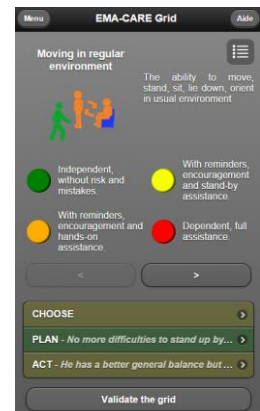 Menu
EMA-CARE Grid
Aide
Moving in regular
environment
The ability to move,
stand, sit, lie down, orient
in usual environment
Independent,
without risk and
mistakes.
With reminders,
encouragement
and stand-by
assistance.
With reminders,
encouragement and
hands-on
assistance.
Dependent, full
assistance.
<
>
CHOOSE
PLAN - No more difficulties to stand up by...
ACT - He has a better general balance but ...
Validate the grid